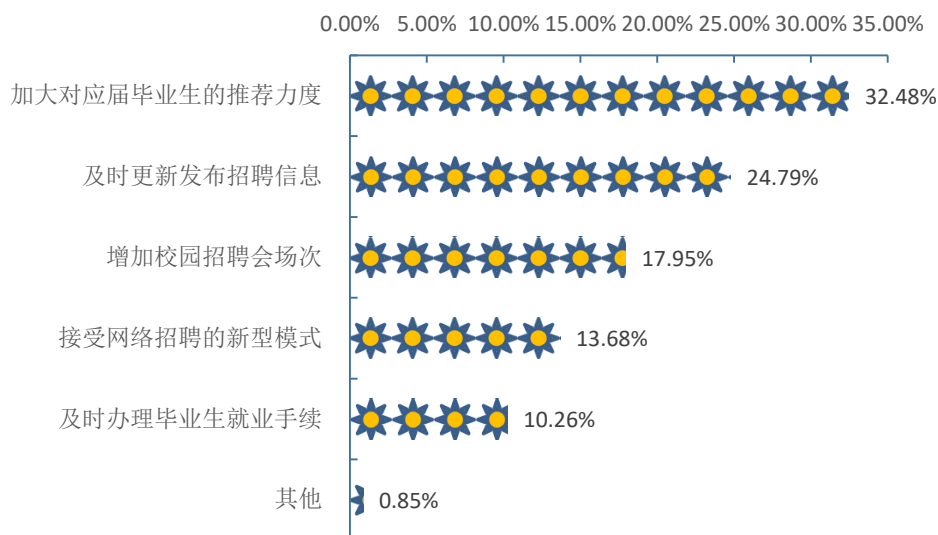 0.00% 5.00% 10.00% 15.00% 20.00% 25.00% 30.00% 35.00%
加大对应届毕业生的推荐力度 32.48%
及时更新发布招聘信息 24.79%
增加校园招聘会场次 17.95%
接受网络招聘的新型模式 13.68%
及时办理毕业生就业手续 10.26%
其他 0.85%